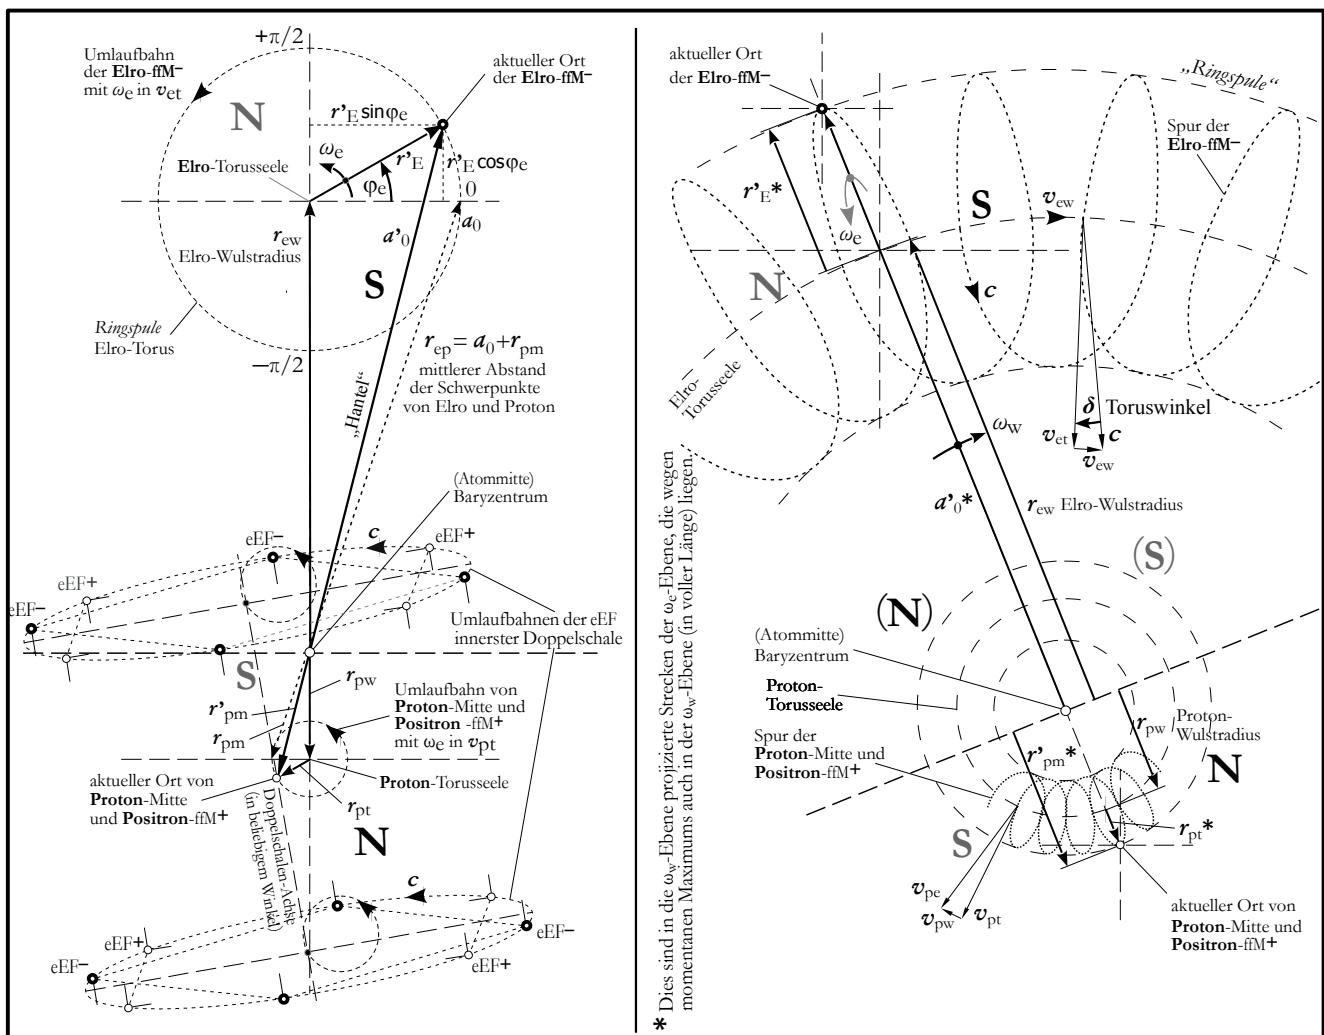 +π/2
Umlaufbahn
der Elro-ffM−
mit ωe in vet
aktueller Ort
der Elro-ffM−
N
r'E sinφe
ωe
r'E
r'E cosφe
Elro-Torusseele
φe
0
a0
rew
Elro-Wulstradius
a'0
S
Ringspule
Elro-Torus
−π/2
rep = a0 + rpm
mittlerer Abstand
der Schwerpunkte
von Elro und Proton
„Hantel“
(Atommitte)
Baryzentrum
eEF−
c
eEF+
eEF+
eEF−
Umlaufbahnen der eEF
innerster Doppelschale
S
rpw
r'pm
rpm
Umlaufbahn von
Proton-Mitte und
Positron -ffM+
mit ωe in vpt
aktueller Ort von
Proton-Mitte
und Positron-ffM+
Proton-Torusseele
rpt
N
Doppelschalen-Achse
(in beliebigem Winkel)
c
eEF+
eEF−
eEF−
eEF+
aktueller Ort
der Elro-ffM−
„Ringspule“
Spur der
Elro-ffM−
r'E*
ωe
S
vew
N
c
Elro-
Torusseele
δ
Toruswinkel
vet
c
vew
ωw
a'0*
rew Elro-Wulstradius
(S)
(N)
(Atommitte)
Baryzentrum
Proton-
Torusseele
Spur der
Proton-Mitte und
Positron-ffM+
rpw
Proton-
Wulstradius
r'pm*
N
S
rpt*
vpe
vpw
vpt
aktueller Ort von
Proton-Mitte und
Positron-ffM+
* Dies sind in die ωw-Ebene projizierte Strecken der ωe-Ebene, die wegen
momentanen Maximums auch in der ωw-Ebene (in voller Länge) liegen.